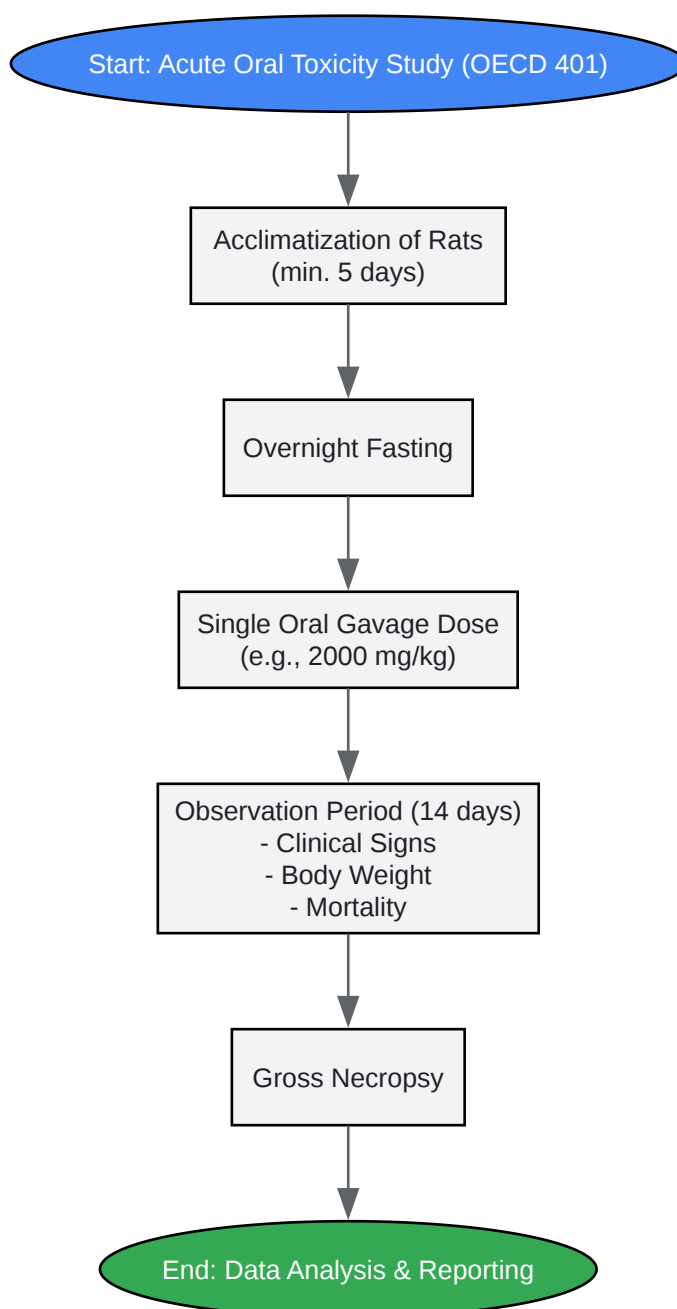 Start: Acute Oral Toxicity Study (OECD 401)
Acclimatization of Rats
(min. 5 days)
Overnight Fasting
Single Oral Gavage Dose
(e.g., 2000 mg/kg)
Observation Period (14 days)
- Clinical Signs
- Body Weight
- Mortality
Gross Necropsy
End: Data Analysis & Reporting